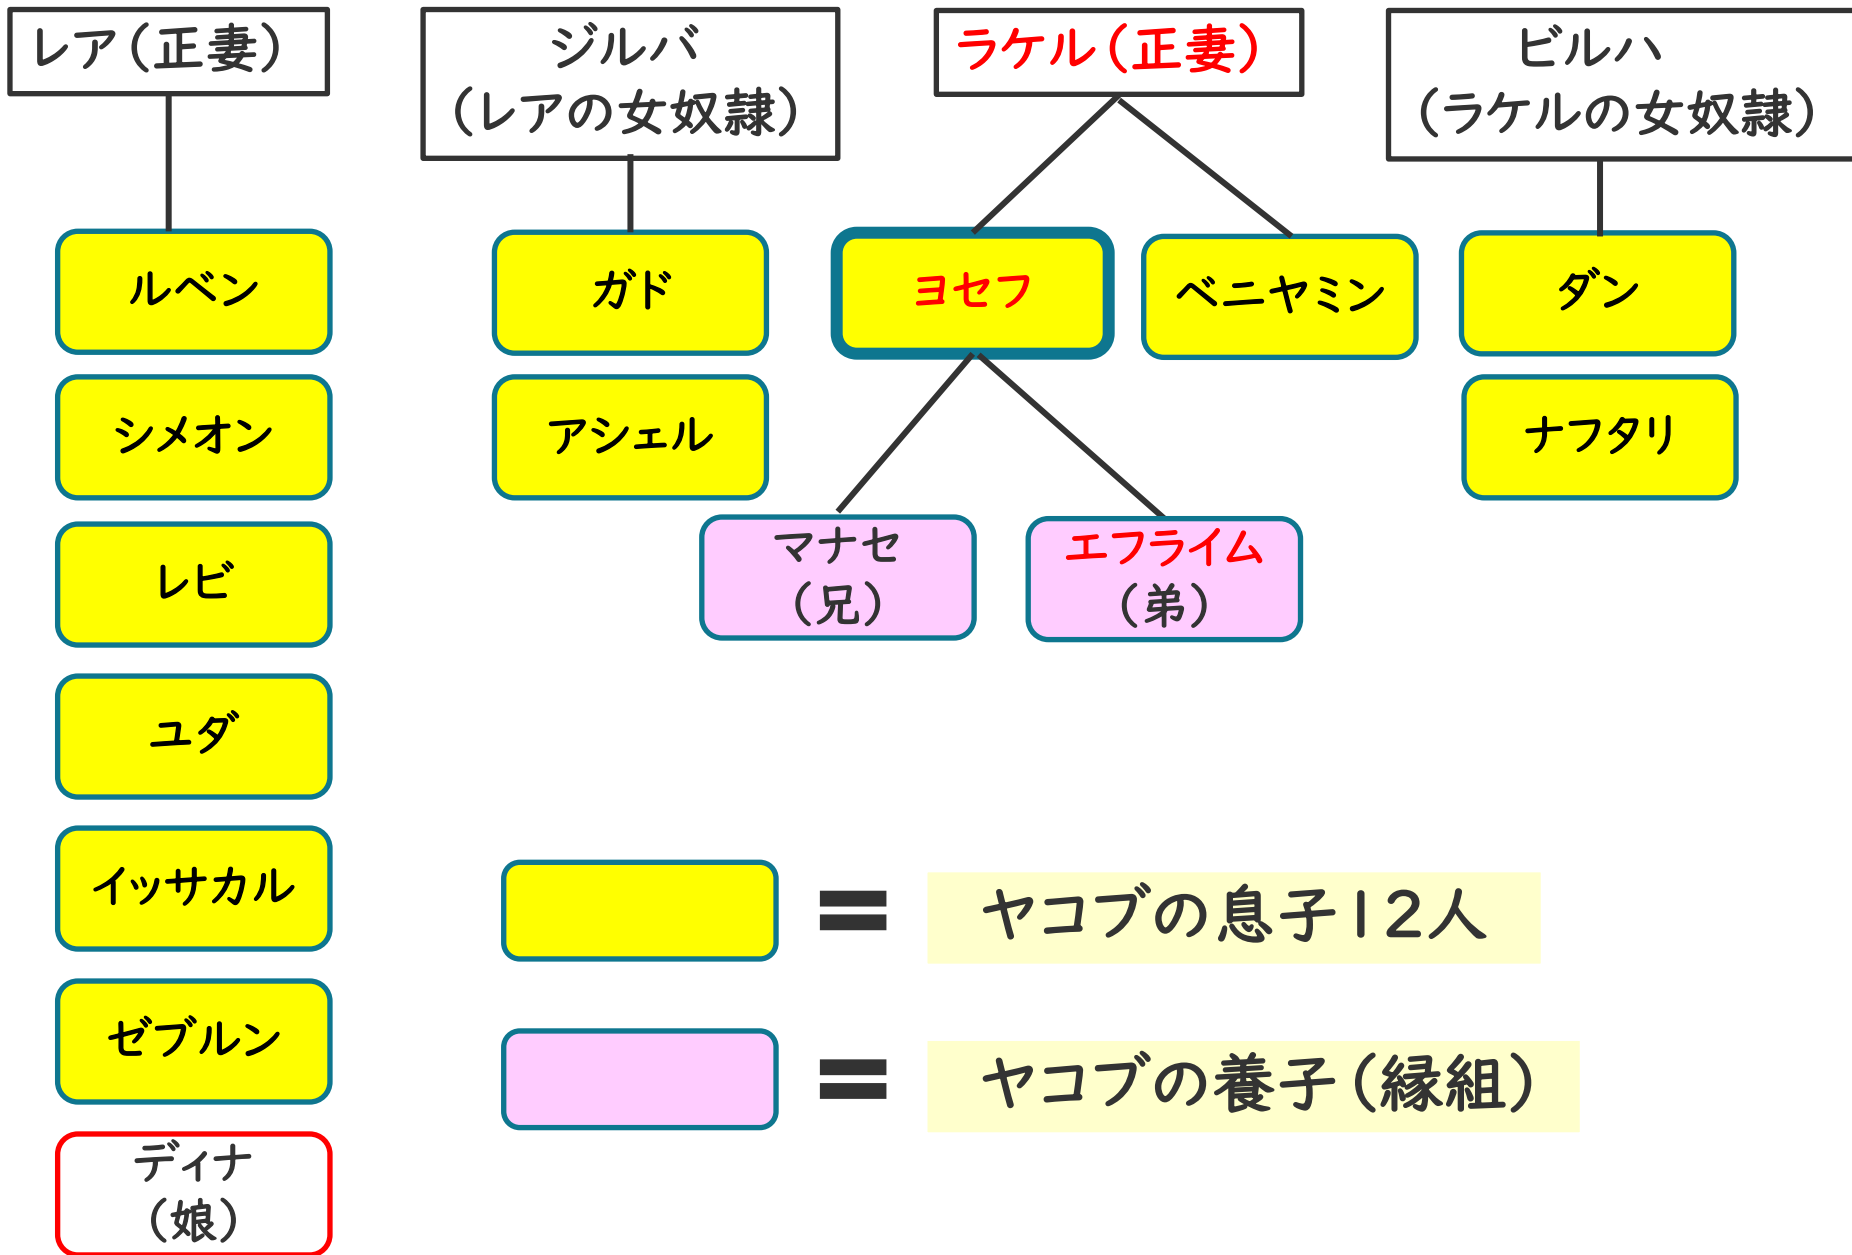 レア（正妻）
ジルバ
（レアの女奴隷）
ラケル（正妻）
ビルハ
（ラケルの女奴隷）
ルベン
ガド
ヨセフ
ベニヤミン
ダン
シメオン
アシェル
ナフタリ
マナセ
（兄）
エフライム
（弟）
レビ
ユダ
イッサカル
＝ ヤコブの息子12人
ゼブルン
＝ ヤコブの養子（縁組）
ディナ
（娘）